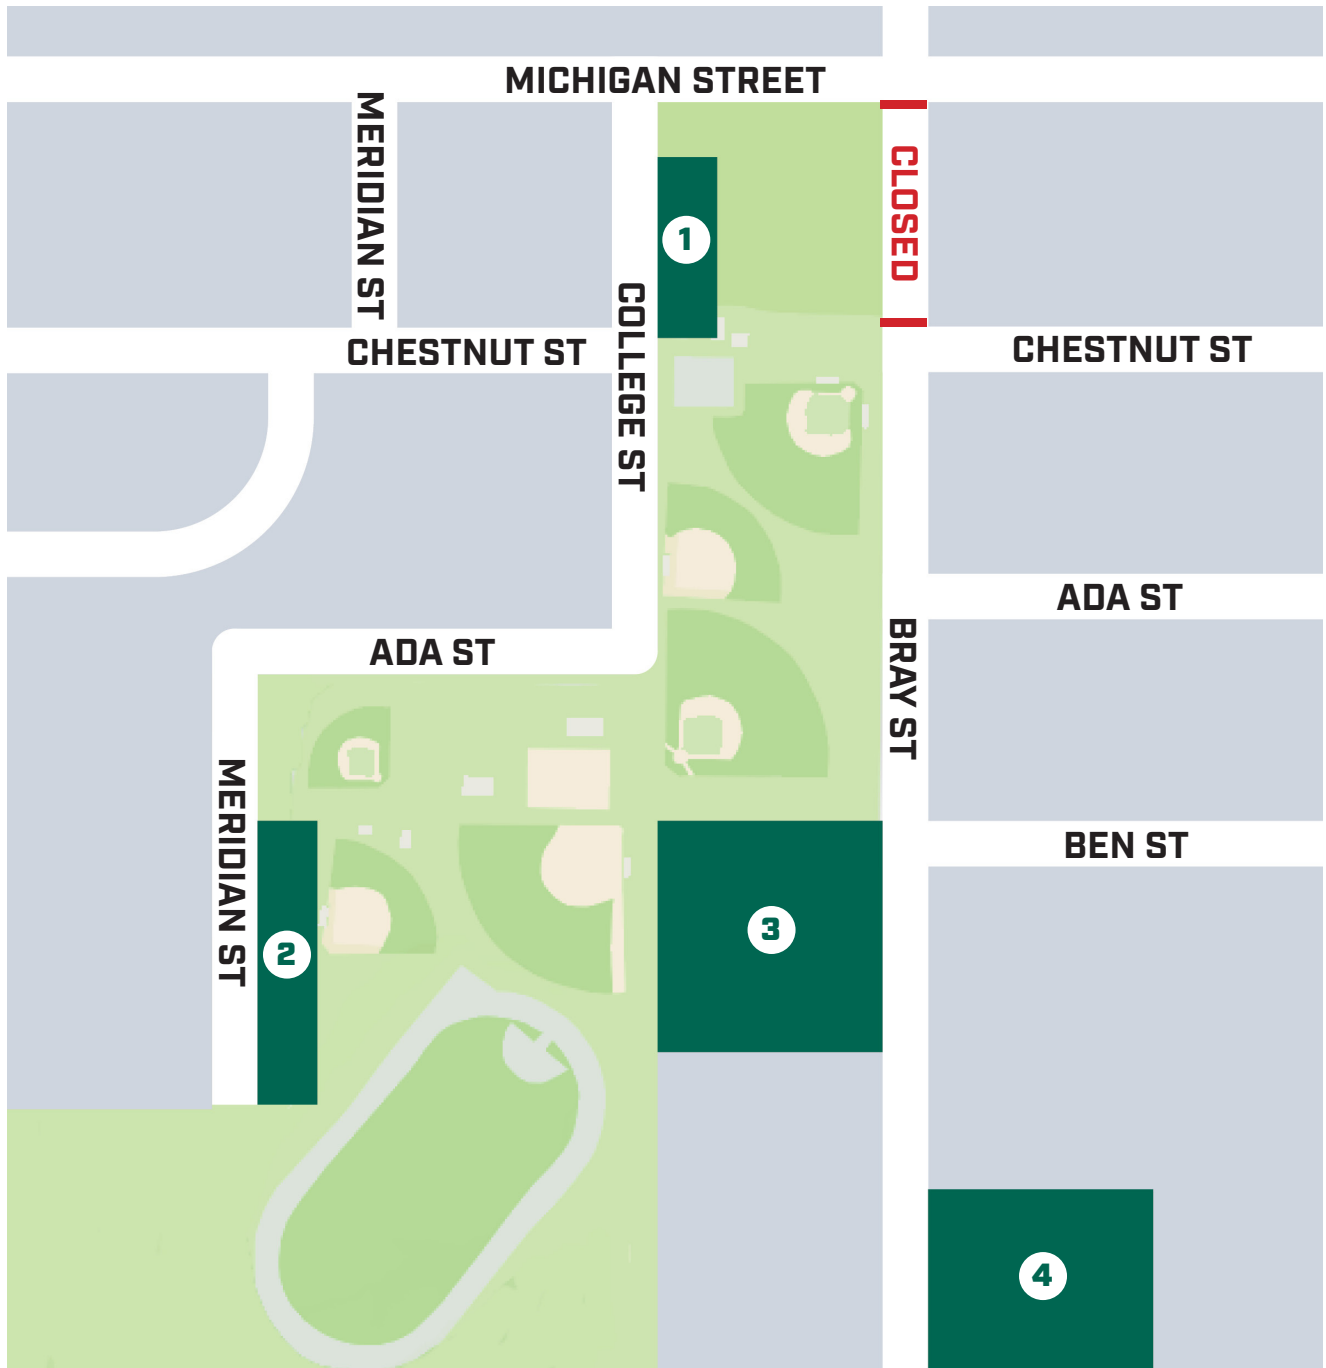 MICHIGAN STREET
MERIDIAN ST
CLOSED
1
COLLEGE ST
CHESTNUT ST
CHESTNUT ST
ADA ST
BRAY ST
ADA ST
MERIDIAN ST
BEN ST
2
3
4